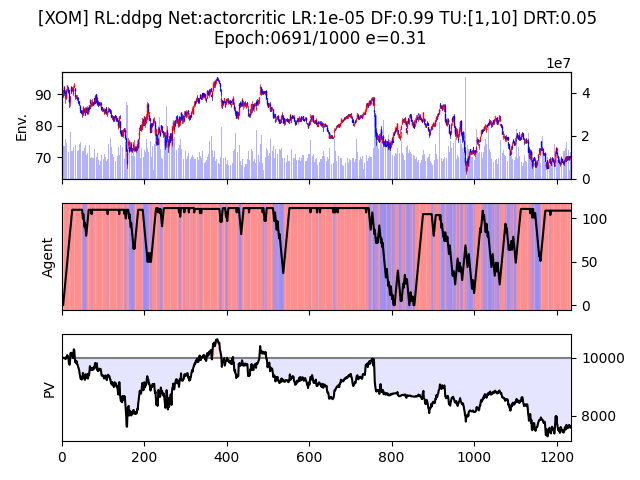 [XOM] RL:ddpg Net:actorcritic LR:1e-05 DF:0.99 TU:[1,10] DRT:0.05
Epoch:0691/1000 e=0.31
1e7
Env.
90
80
70
4
2
0
Agent
100
50
0
PV
10000
8000
0 200 400 600 800 1000 1200